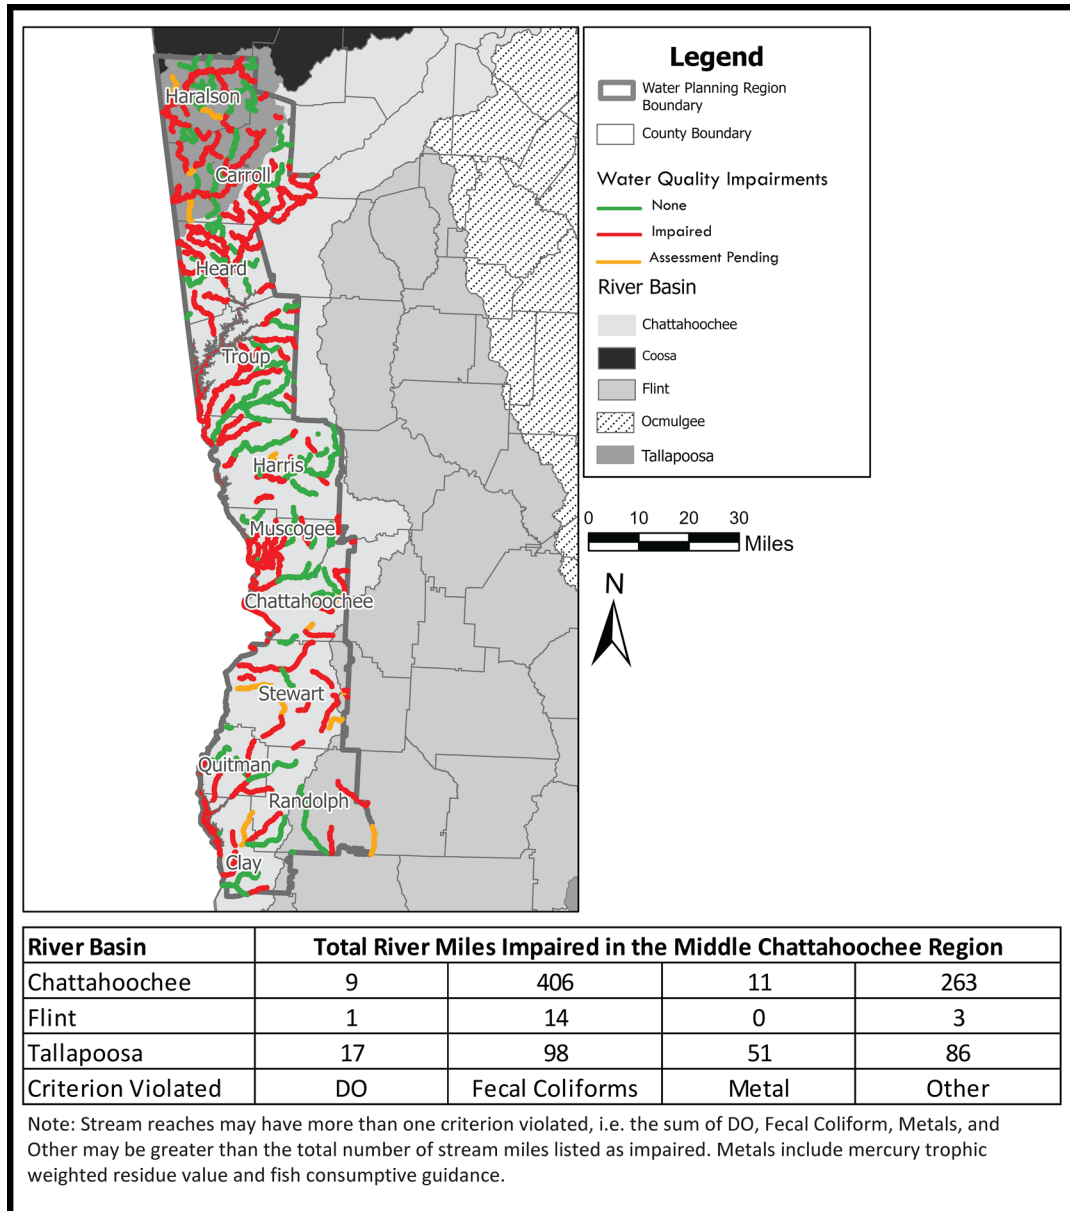 Legend
Water Planning Region
Boundary
County Boundary
Water Quality Impairments
None
Impaired
Assessment Pending
River Basin
Chattahoochee
Coosa
Flint
Ocmulgee
Tallapoosa
0 10 20 30
Miles
N
Haralson
Carroll
Heard
Troup
Harris
Muscogee
Chattahoochee
Stewart
Quitman
Randolph
Clay
River Basin Total River Miles Impaired in the Middle Chattahoochee Region
Chattahoochee 9 406 11 263
Flint 1 14 0 3
Tallapoosa 17 98 51 86
Criterion Violated DO Fecal Coliforms Metal Other
Note: Stream reaches may have more than one criterion violated, i.e. the sum of DO, Fecal Coliform, Metals, and
Other may be greater than the total number of stream miles listed as impaired. Metals include mercury trophic
weighted residue value and fish consumptive guidance.